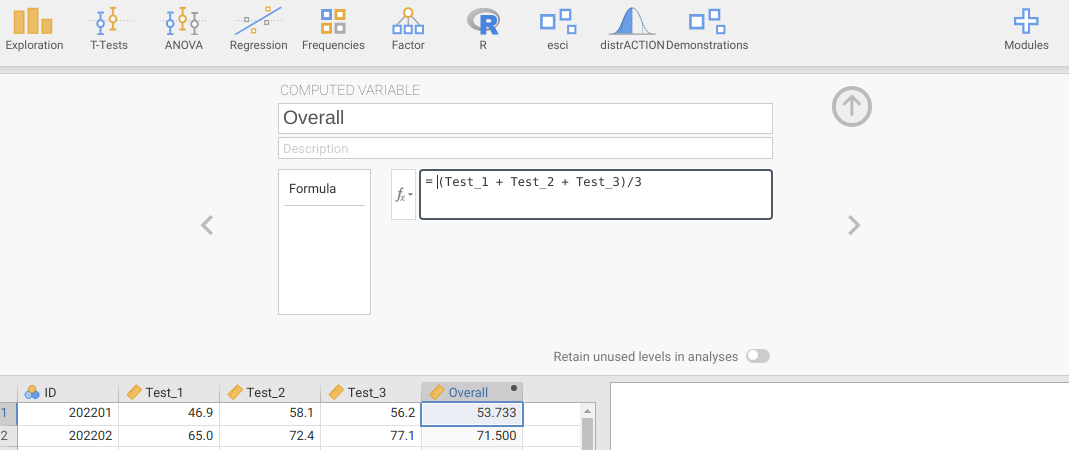 Exploration T-Tests ANOVA Regression Frequencies Factor R esci distrACTION Demonstrations Modules
COMPUTED VARIABLE
Overall
Description
Formula
fx
= (Test_1 + Test_2 + Test_3)/3
Retain unused levels in analyses
ID Test_1 Test_2 Test_3 Overall
1 202201 46.9 58.1 56.2 53.733
2 202202 65.0 72.4 77.1 71.500